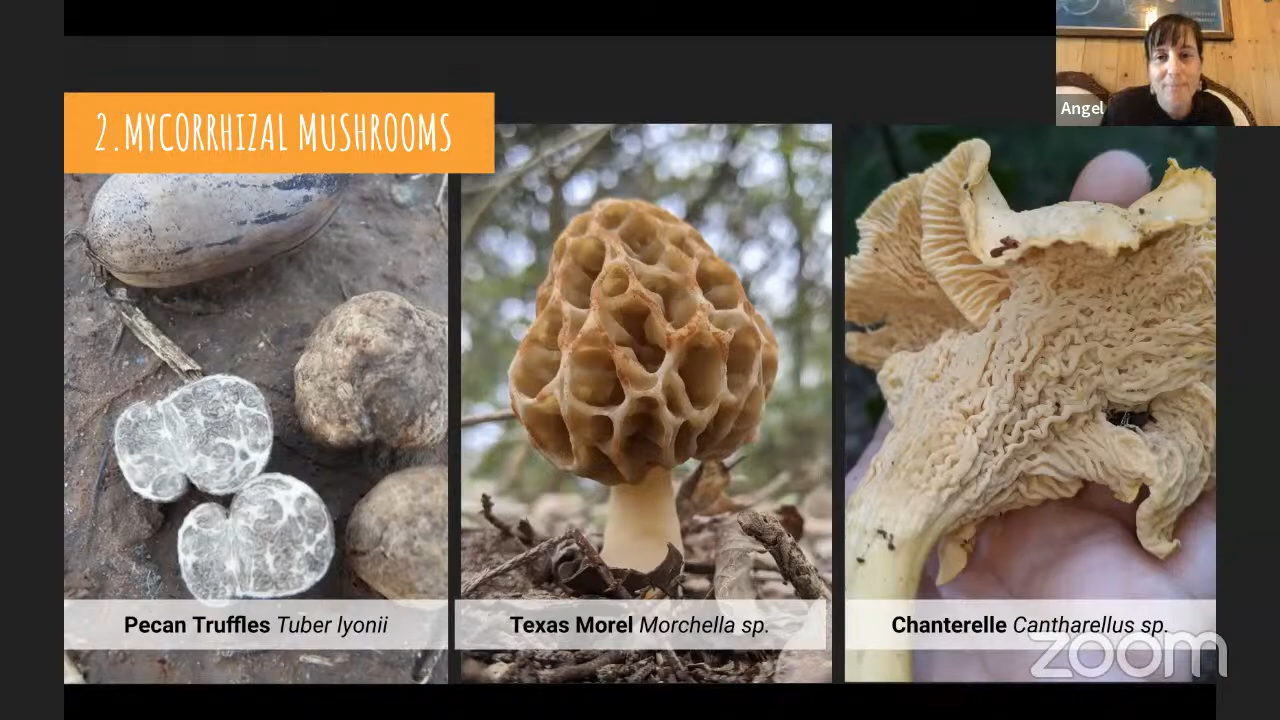 Angel
2.MYCORRHIZAL MUSHROOMS
Pecan Truffles Tuber lyonii
Texas Morel Morchella sp.
Chanterelle Cantharellus sp.
zoom